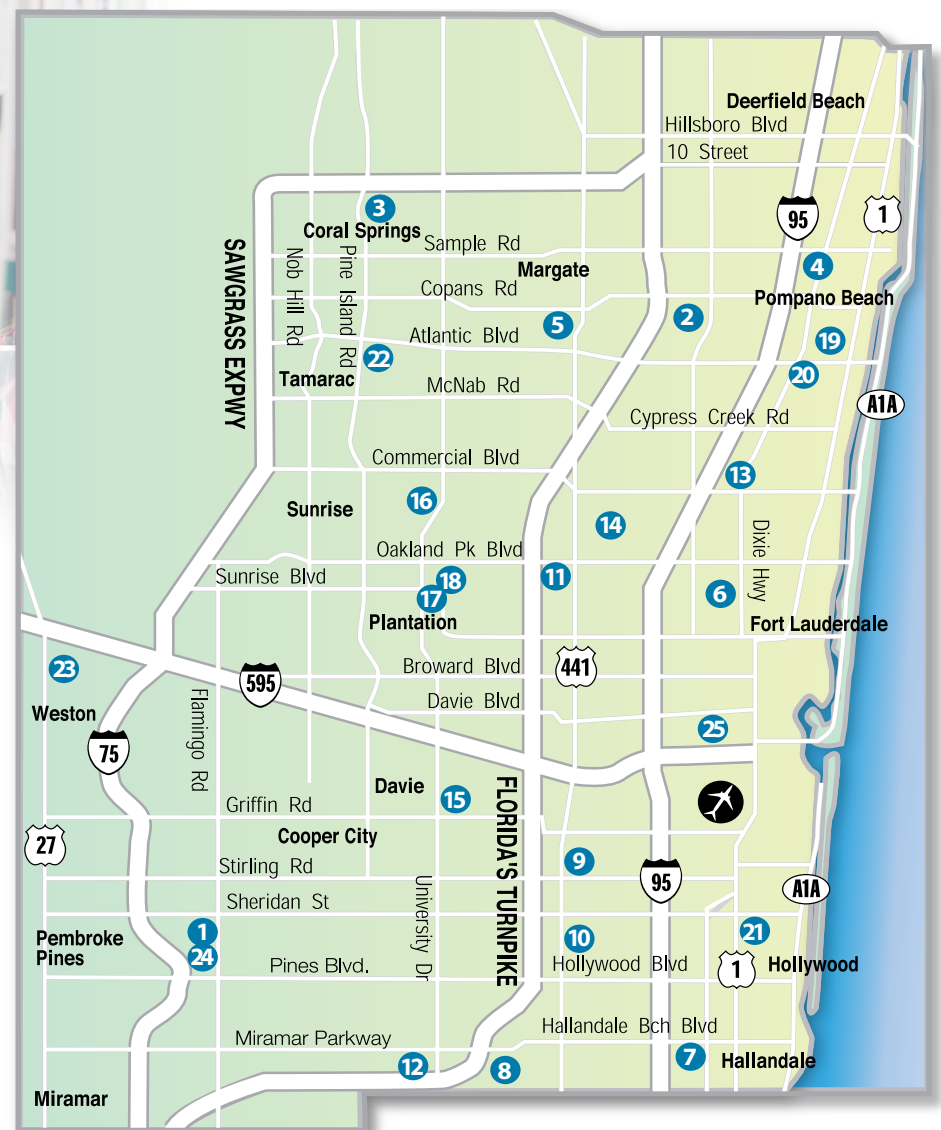 Deerfield Beach
Hillsboro Blvd
10 Street
3
95
1
Coral Springs
Sample Rd
4
SAWGRASS EXPWY
Nob Hill Rd
Pine Island Rd
Margate
Copans Rd
Pompano Beach
5
2
Atlantic Blvd
19
22
20
Tamarac
McNab Rd
A1A
Cypress Creek Rd
Commercial Blvd
13
16
Sunrise
14
Dixie Hwy
Oakland Pk Blvd
Sunrise Blvd
18
11
17
6
Plantation
Fort Lauderdale
23
595
Broward Blvd
441
Weston
Flamingo Rd
Davie Blvd
25
75
Davie
15
FLORIDA'S TURNPIKE
Griffin Rd
27
Cooper City
Stirling Rd
9
95
A1A
Sheridan St
University Dr
Pembroke
Pines
1
24
10
21
Pines Blvd.
Hollywood Blvd
1
Hollywood
Hallandale Bch Blvd
Miramar Parkway
12
8
7
Hallandale
Miramar